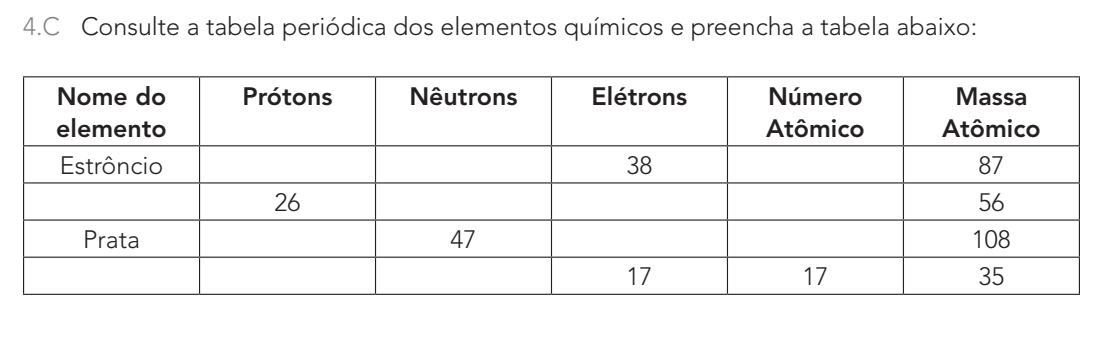 4.C Consulte a tabela periódica dos elementos químicos e preencha a tabela abaixo:
Nome do elemento Prótons Nêutrons Elétrons Número Atômico Massa Atômico
Estrôncio 38 87
26 56
Prata 47 108
17 17 35